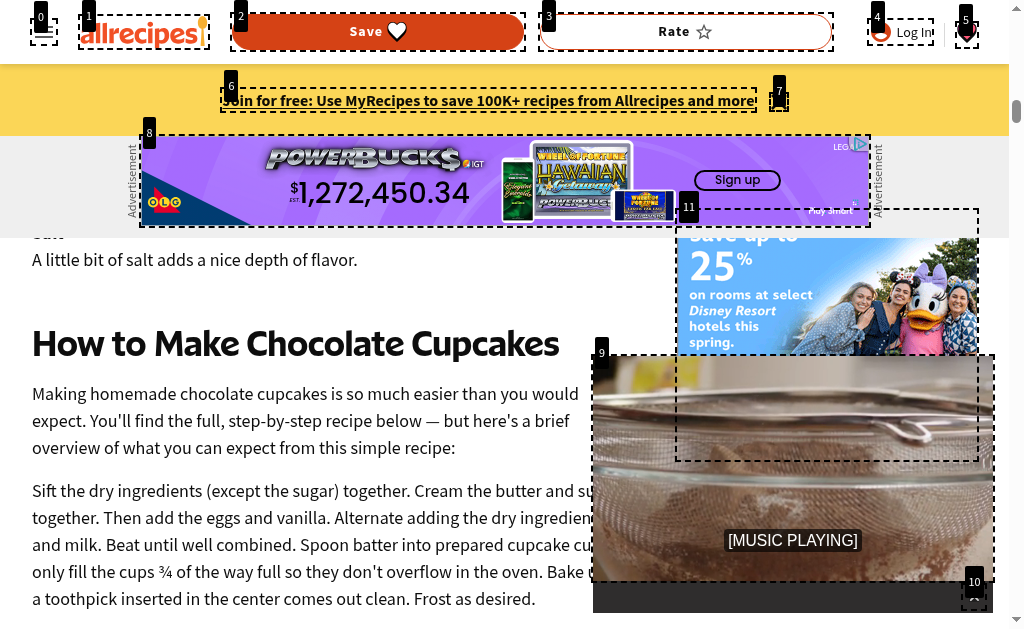 0
1
2
3
4
5
allrecipes
Save
Rate
Log In
6
7
Join for free: Use MyRecipes to save 100K+ recipes from Allrecipes and more
8
Advertisement
POWERBUCK$
IGT
$1,272,450.34
EST.
OLG
WHEEL OF FORTUNE
HAWAIIAN
Getaways
Sign up
Play Smart
Advertisement
11
A little bit of salt adds a nice depth of flavor.
Save up to
25%
on rooms at select
Disney Resort
hotels this
spring.
How to Make Chocolate Cupcakes
9
Making homemade chocolate cupcakes is so much easier than you would
expect. You'll find the full, step-by-step recipe below — but here's a brief
overview of what you can expect from this simple recipe:
Sift the dry ingredients (except the sugar) together. Cream the butter and su
together. Then add the eggs and vanilla. Alternate adding the dry ingredien
and milk. Beat until well combined. Spoon batter into prepared cupcake cu
only fill the cups ¾ of the way full so they don't overflow in the oven. Bake
a toothpick inserted in the center comes out clean. Frost as desired.
[MUSIC PLAYING]
10